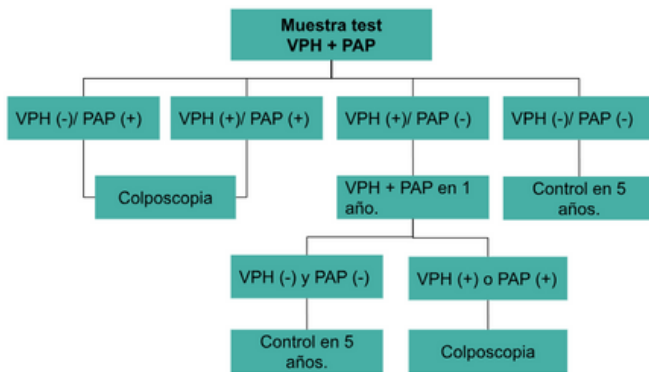 Muestra test
VPH + PAP
VPH (-)/ PAP (+)
VPH (+)/ PAP (+)
VPH (+)/ PAP (-)
VPH (-)/ PAP (-)
Colposcopia
VPH + PAP en 1
año.
Control en 5
años.
VPH (-) y PAP (-)
VPH (+) o PAP (+)
Control en 5
años.
Colposcopia